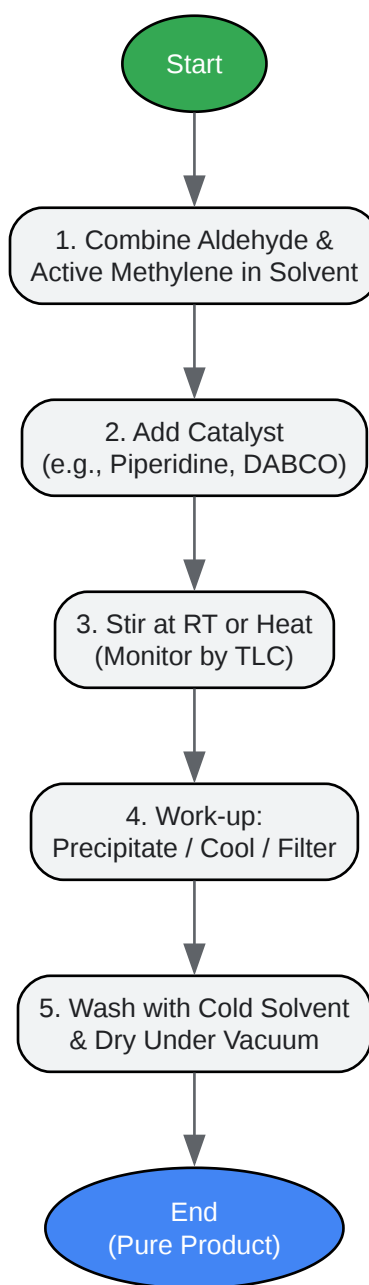 Start
1. Combine Aldehyde &
Active Methylene in Solvent
2. Add Catalyst
(e.g., Piperidine, DABCO)
3. Stir at RT or Heat
(Monitor by TLC)
4. Work-up:
Precipitate / Cool / Filter
5. Wash with Cold Solvent
& Dry Under Vacuum
End
(Pure Product)